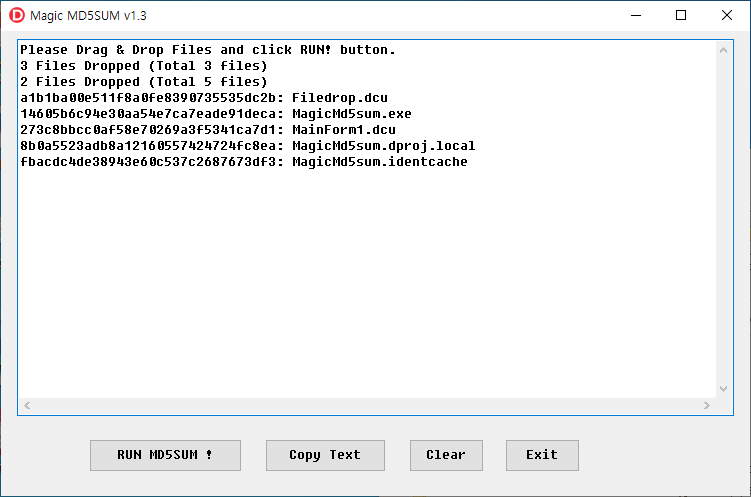 Magic MD5SUM v1.3
Please Drag & Drop Files and click RUN! button.
3 Files Dropped (Total 3 files)
2 Files Dropped (Total 5 files)
a1b1ba00e511f8a0fe8390735535dc2b: Filedrop.dcu
14605b6c94e30aa54e7ca7eade91deca: MagicMd5sum.exe
273c8bbcc0af58e70269a3f5341ca7d1: MainForm1.dcu
8b0a5523adb8a12160557424724fc8ea: MagicMd5sum.dproj.local
fbacdc4de38943e60c537c2687673df3: MagicMd5sum.identcache
RUN MD5SUM !
Copy Text
Clear
Exit